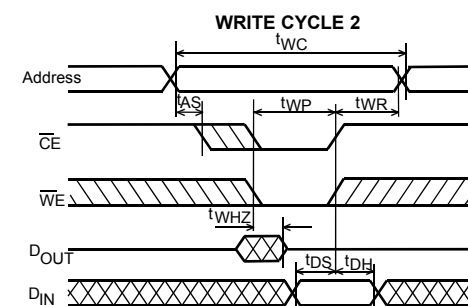 WRITE CYCLE 2
tWC
Address
tAS tWP tWR
CE
WE
tWHZ
DOUT
tDS tDH
DIN